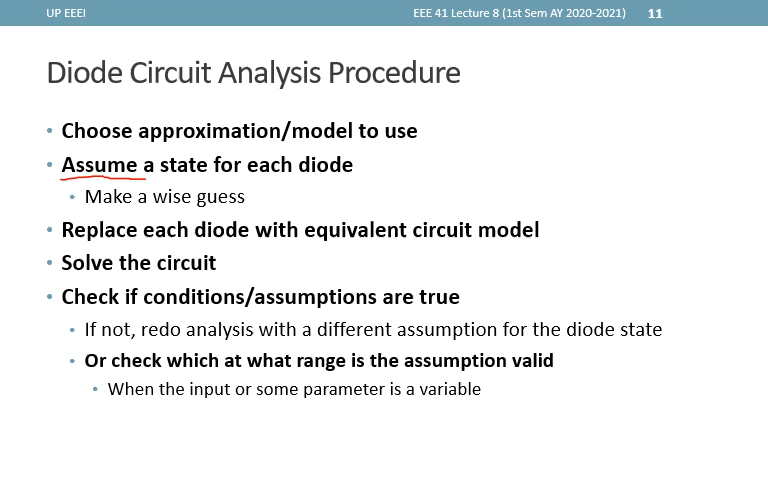 UP EEEI
EEE 41 Lecture 8 (1st Sem AY 2020-2021) 11
Diode Circuit Analysis Procedure
• Choose approximation/model to use
• Assume a state for each diode
• Make a wise guess
• Replace each diode with equivalent circuit model
• Solve the circuit
• Check if conditions/assumptions are true
• If not, redo analysis with a different assumption for the diode state
• Or check which at what range is the assumption valid
• When the input or some parameter is a variable